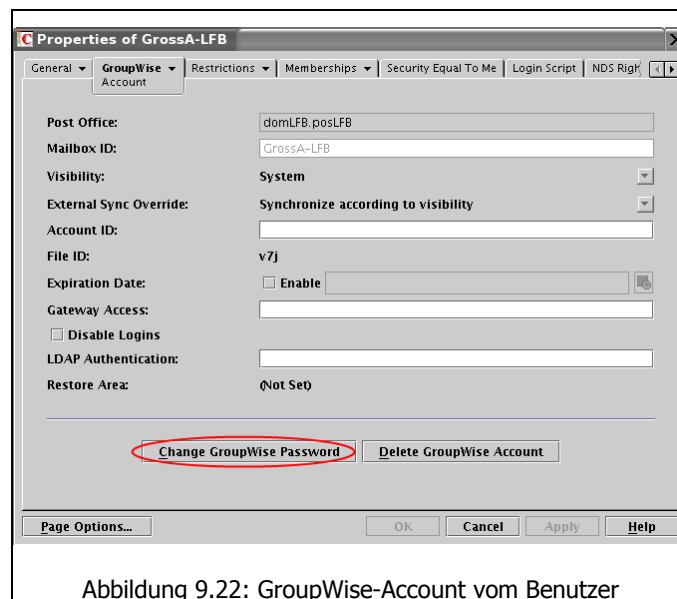 Properties of GrossA-LFB
General GroupWise Restrictions Memberships Security Equal To Me Login Script NDS Righ
Account
Post Office: domLFB.posLFB
Mailbox ID: GrossA-LFB
Visibility: System
External Sync Override: Synchronize according to visibility
Account ID:
File ID: v7j
Expiration Date: Enable
Gateway Access:
Disable Logins
LDAP Authentication:
Restore Area: (Not Set)
Change GroupWise Password Delete GroupWise Account
Page Options... OK Cancel Apply Help
Abbildung 9.22: GroupWise-Account vom Benutzer